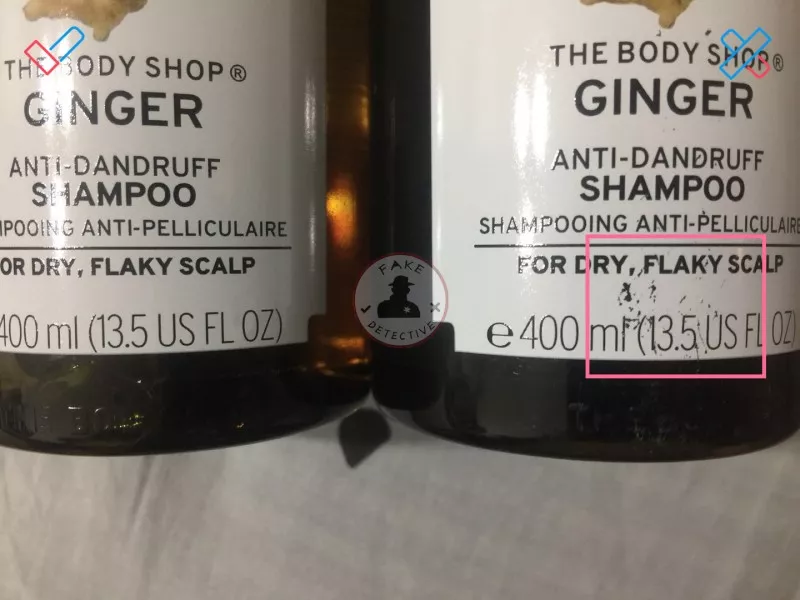 THE BODY SHOP®
GINGER
ANTI-DANDRUFF
SHAMPOO
MPOOING ANTI-PELLICULAIRE
OR DRY, FLAKY SCALP
400 ml (13.5 US FL OZ)
FAKE
DETECTIVE
THE BODY SHOP®
GINGER
ANTI-DANDRUFF
SHAMPOO
SHAMPOOING ANTI-PELLICULAIRE
FOR DRY, FLAKY SCALP
e 400 ml (13.5 US FL OZ)